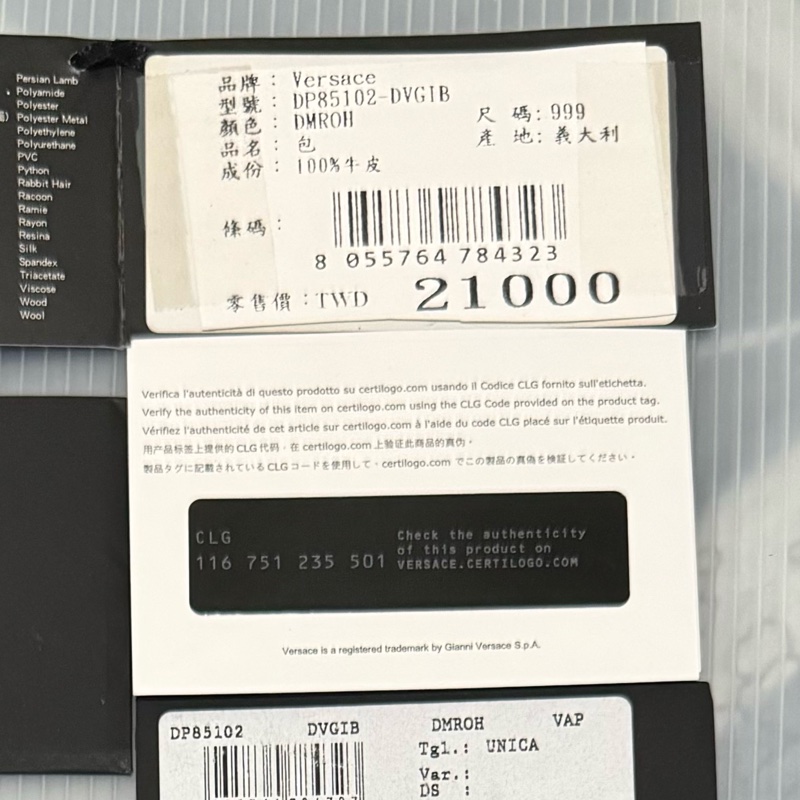 Persian Lamb
Polyamide
Polyester
Polyester Metal
Polyethylene
Polyurethane
PVC
Python
Rabbit Hair
Racoon
Ramie
Rayon
Resina
Silk
Spandex
Triacetate
Viscose
Wood
Wool
品牌： Versace
型號： DP85102-DVGIB
顏色： DMROH 尺 碼: 999
品名： 包 產 地: 義大利
成份： 100%牛皮
條碼：
8 055764 784323
零售價：TWD 21000
Verifica l'autenticità di questo prodotto su certilogo.com usando il Codice CLG fornito sull'etichetta.
Verify the authenticity of this item on certilogo.com using the CLG Code provided on the product tag.
Vérifiez l'authenticité de cet article sur certilogo.com à l'aide du code CLG placé sur l'étiquette produit.
用产品标签上提供的 CLG 代码，在 certilogo.com 上验证此商品的真伪。
製品タグに記載されている CLG コードを使用して、certilogo.com でこの製品の真偽を検証してください。
CLG
116 751 235 501
Check the authenticity
of this product on
VERSACE.CERTILOGO.COM
Versace is a registered trademark by Gianni Versace S.p.A.
DP85102 DVGIB DMROH VAP
Tgl.: UNICA
Var.:
DS :